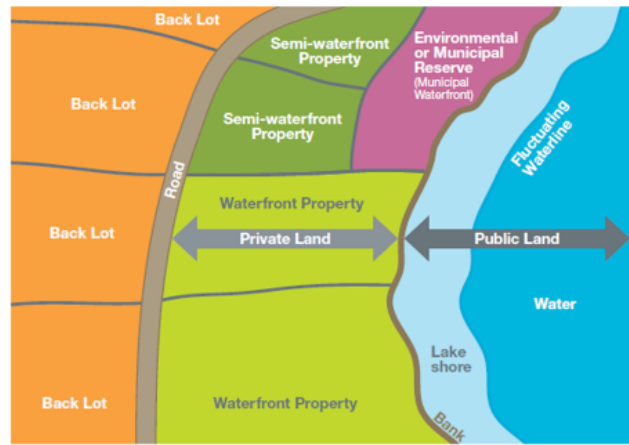 Back Lot
Semi-waterfront
Property
Environmental
or Municipal
Reserve
(Municipal
Waterfront)
Back Lot
Semi-waterfront
Property
Fluctuating
Waterline
Road
Waterfront Property
Back Lot
Private Land
Public Land
Water
Lake
shore
Back Lot
Waterfront Property
Bank